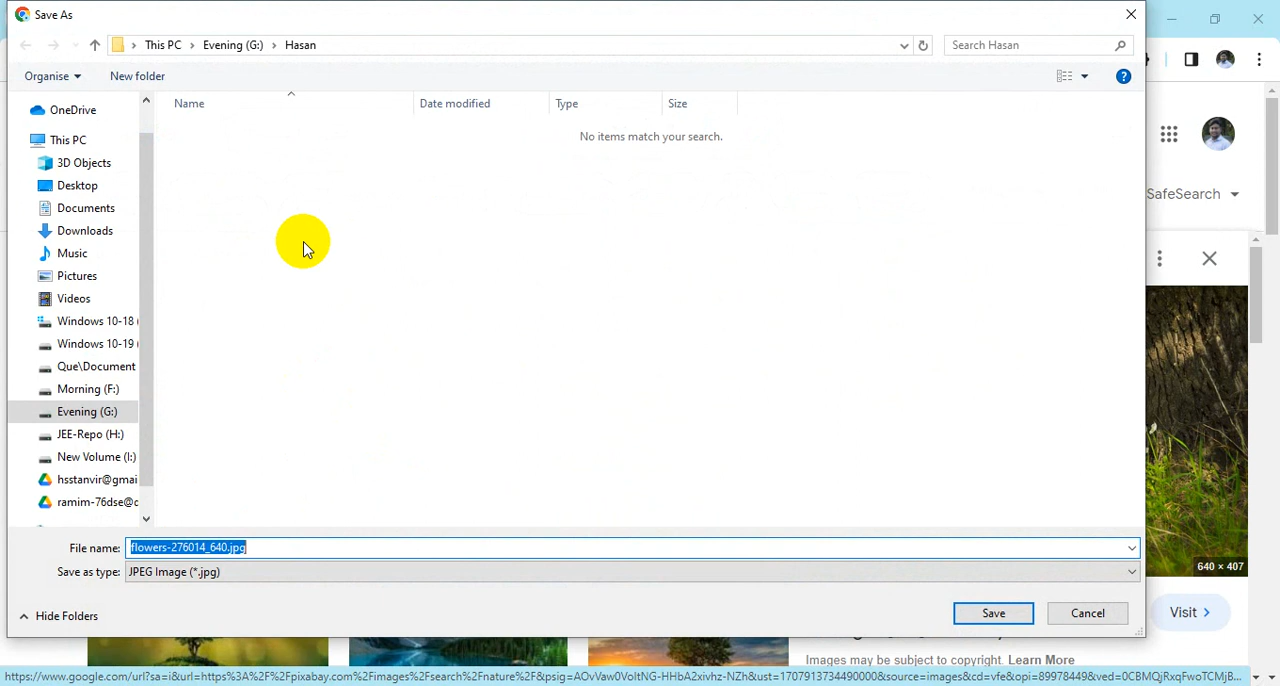 Save As
This PC Evening (G:) Hasan
Search Hasan
Organise New folder
Name Date modified Type Size
No items match your search.
OneDrive
This PC
3D Objects
Desktop
Documents
Downloads
Music
Pictures
Videos
Windows 10-18 (
Windows 10-19 (
Que\Document
Morning (F:)
Evening (G:)
JEE-Repo (H:)
New Volume (I:)
hsstanvir@gmai
ramim-76dse@c
SafeSearch
640 × 407
File name: flowers-276014_640.jpg
Save as type: JPEG Image (*.jpg)
Hide Folders
Save Cancel
Visit
Images may be subject to copyright. Learn More
https://www.google.com/url?sa=i&url=https%3A%2F%2Fpixabay.com%2Fimages%2Fsearch%2Fnature%2F&psig=AOvVaw0VoltNG-HHbA2xivhz-NZh&ust=1707913734490000&source=images&cd=vfe&opi=89978449&ved=0CBMQjRxqFwoTCMjB...